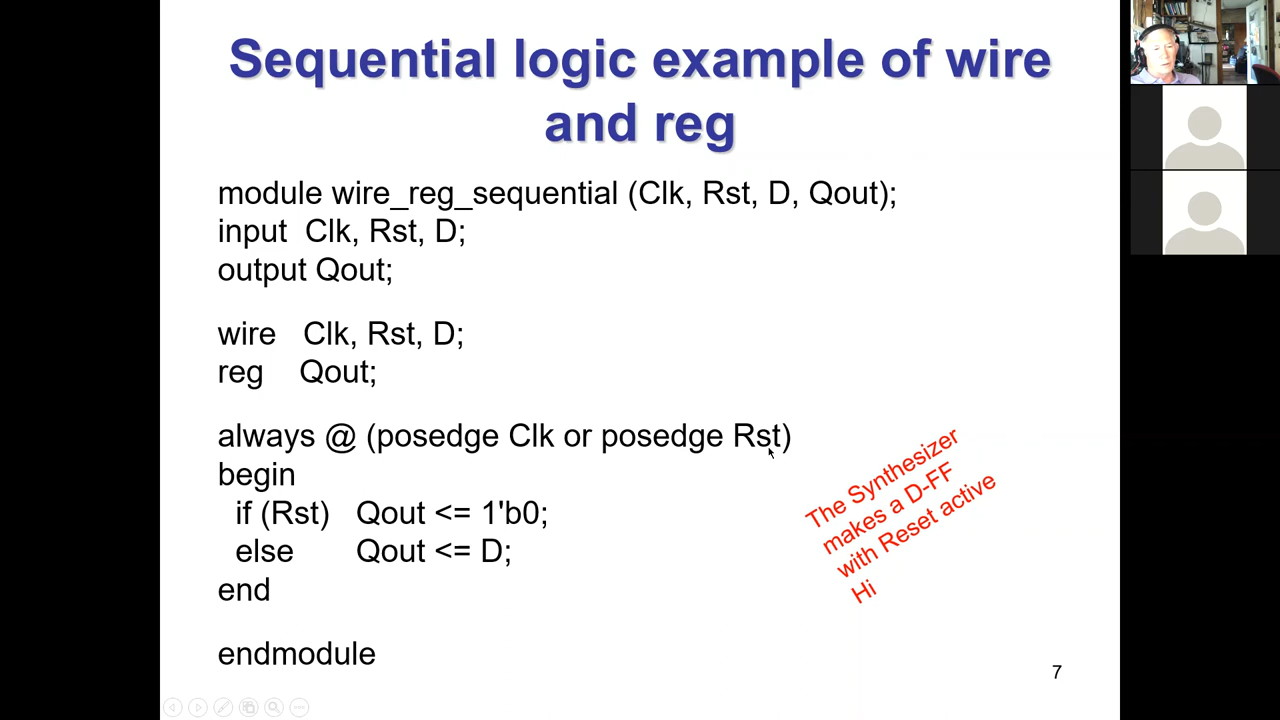 Sequential logic example of wire
and reg
module wire_reg_sequential (Clk, Rst, D, Qout);
input Clk, Rst, D;
output Qout;
wire Clk, Rst, D;
reg Qout;
always @ (posedge Clk or posedge Rst)
begin
if (Rst) Qout <= 1'b0;
else Qout <= D;
end
endmodule
The Synthesizer
makes a D-FF
with Reset active
Hi
7